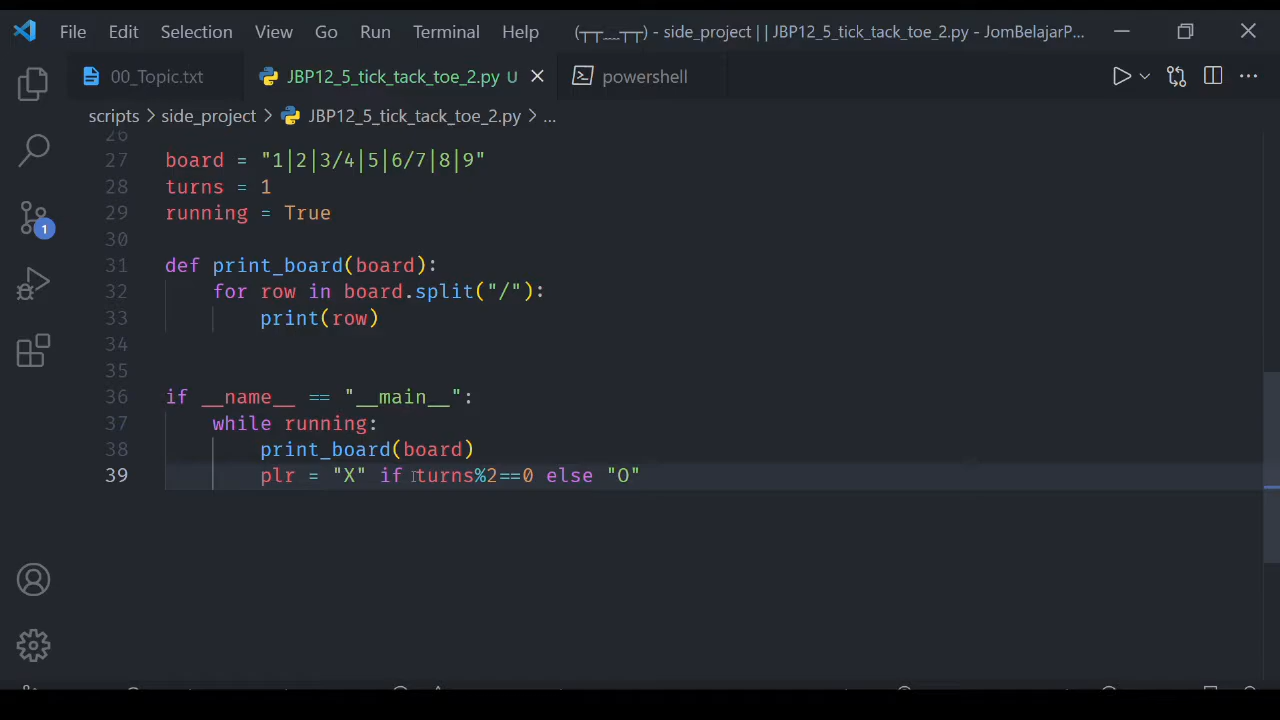 File Edit Selection View Go Run Terminal Help (┬┬﹏┬┬) - side_project || JBP12_5_tick_tack_toe_2.py - JomBelajarP...
00_Topic.txt JBP12_5_tick_tack_toe_2.py U powershell
scripts > side_project > JBP12_5_tick_tack_toe_2.py > ...
26
27 board = "1|2|3/4|5|6/7|8|9"
28 turns = 1
29 running = True
30
31 def print_board(board):
32 for row in board.split("/"):
33 print(row)
34
35
36 if __name__ == "__main__":
37 while running:
38 print_board(board)
39 plr = "X" if turns%2==0 else "O"
1